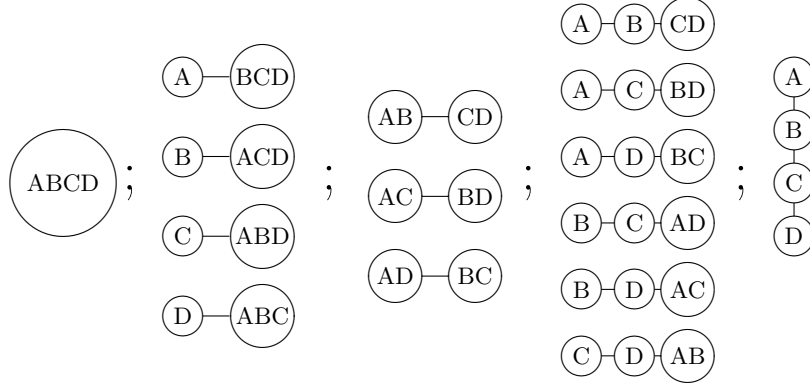 ABCD
;
A BCD
B ACD
C ABD
D ABC
;
AB CD
AC BD
AD BC
;
A B CD
A C BD
A D BC
B C AD
B D AC
C D AB
;
A
B
C
D